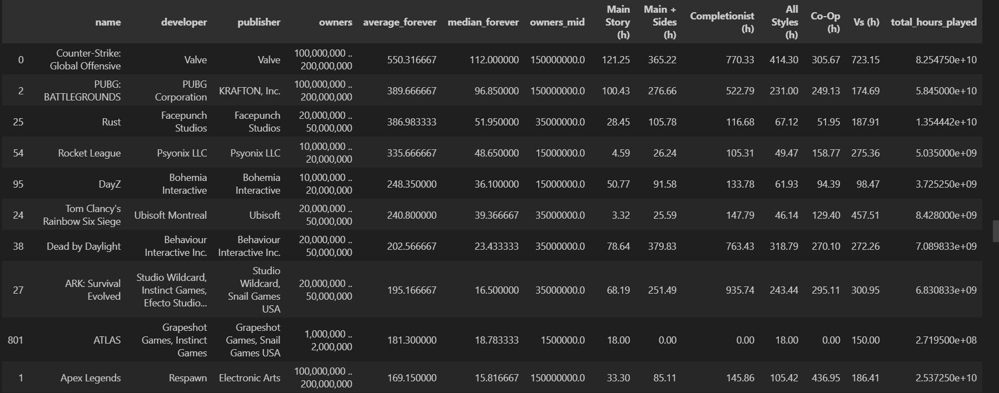 name developer publisher owners average_forever median_forever owners_mid Main Story (h) Main + Sides (h) Completionist (h) All Styles (h) Co-Op (h) Vs (h) total_hours_played
0 Counter-Strike: Global Offensive Valve Valve 100,000,000 .. 200,000,000 550.316667 112.000000 150000000.0 121.25 365.22 770.33 414.30 305.67 723.15 8.254750e+10
2 PUBG: BATTLEGROUNDS PUBG Corporation KRAFTON, Inc. 100,000,000 .. 200,000,000 389.666667 96.850000 150000000.0 100.43 276.66 522.79 231.00 249.13 174.69 5.845000e+10
25 Rust Facepunch Studios Facepunch Studios 20,000,000 .. 50,000,000 386.983333 51.950000 35000000.0 28.45 105.78 116.68 67.12 51.95 187.91 1.354442e+10
54 Rocket League Psyonix LLC Psyonix LLC 10,000,000 .. 20,000,000 335.666667 48.650000 15000000.0 4.59 26.24 105.31 49.47 158.77 275.36 5.035000e+09
95 DayZ Bohemia Interactive Bohemia Interactive 10,000,000 .. 20,000,000 248.350000 36.100000 15000000.0 50.77 91.58 133.78 61.93 94.39 98.47 3.725250e+09
24 Tom Clancy's Rainbow Six Siege Ubisoft Montreal Ubisoft 20,000,000 .. 50,000,000 240.800000 39.366667 35000000.0 3.32 25.59 147.79 46.14 129.40 457.51 8.428000e+09
38 Dead by Daylight Behaviour Interactive Inc. Behaviour Interactive Inc. 20,000,000 .. 50,000,000 202.566667 23.433333 35000000.0 78.64 379.83 763.43 318.79 270.10 272.26 7.089833e+09
27 ARK: Survival Evolved Studio Wildcard, Instinct Games, Efecto Studio... Studio Wildcard, Snail Games USA 20,000,000 .. 50,000,000 195.166667 16.500000 35000000.0 68.19 251.49 935.74 243.44 295.11 300.95 6.830833e+09
801 ATLAS Grapeshot Games, Instinct Games Grapeshot Games, Snail Games USA 1,000,000 .. 2,000,000 181.300000 18.783333 1500000.0 18.00 0.00 0.00 18.00 0.00 150.00 2.719500e+08
1 Apex Legends Respawn Electronic Arts 100,000,000 .. 200,000,000 169.150000 15.816667 150000000.0 33.30 85.11 145.86 105.42 436.95 186.41 2.537250e+10